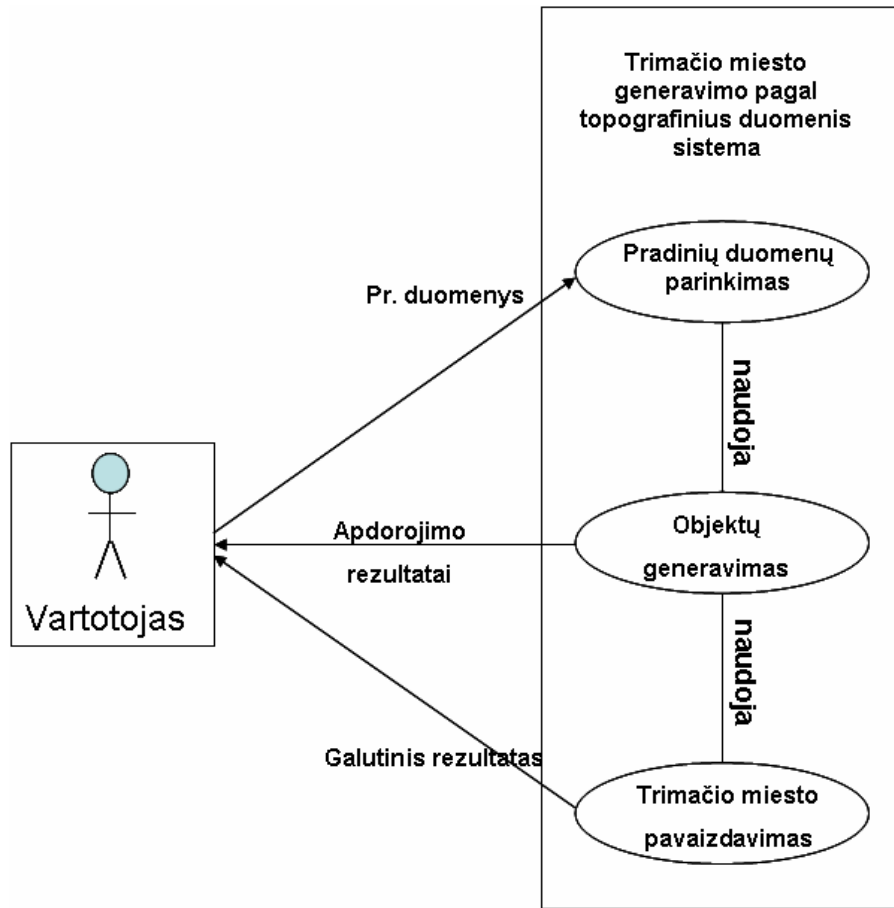 Trimačio miesto
generavimo pagal
topografinius duomenis
sistema
Pradinių duomenų
parinkimas
Pr. duomenys
naudoja
Apdorojimo
rezultatai
Objektų
generavimas
Vartotojas
naudoja
Galutinis rezultatas
Trimačio miesto
pavaizdavimas